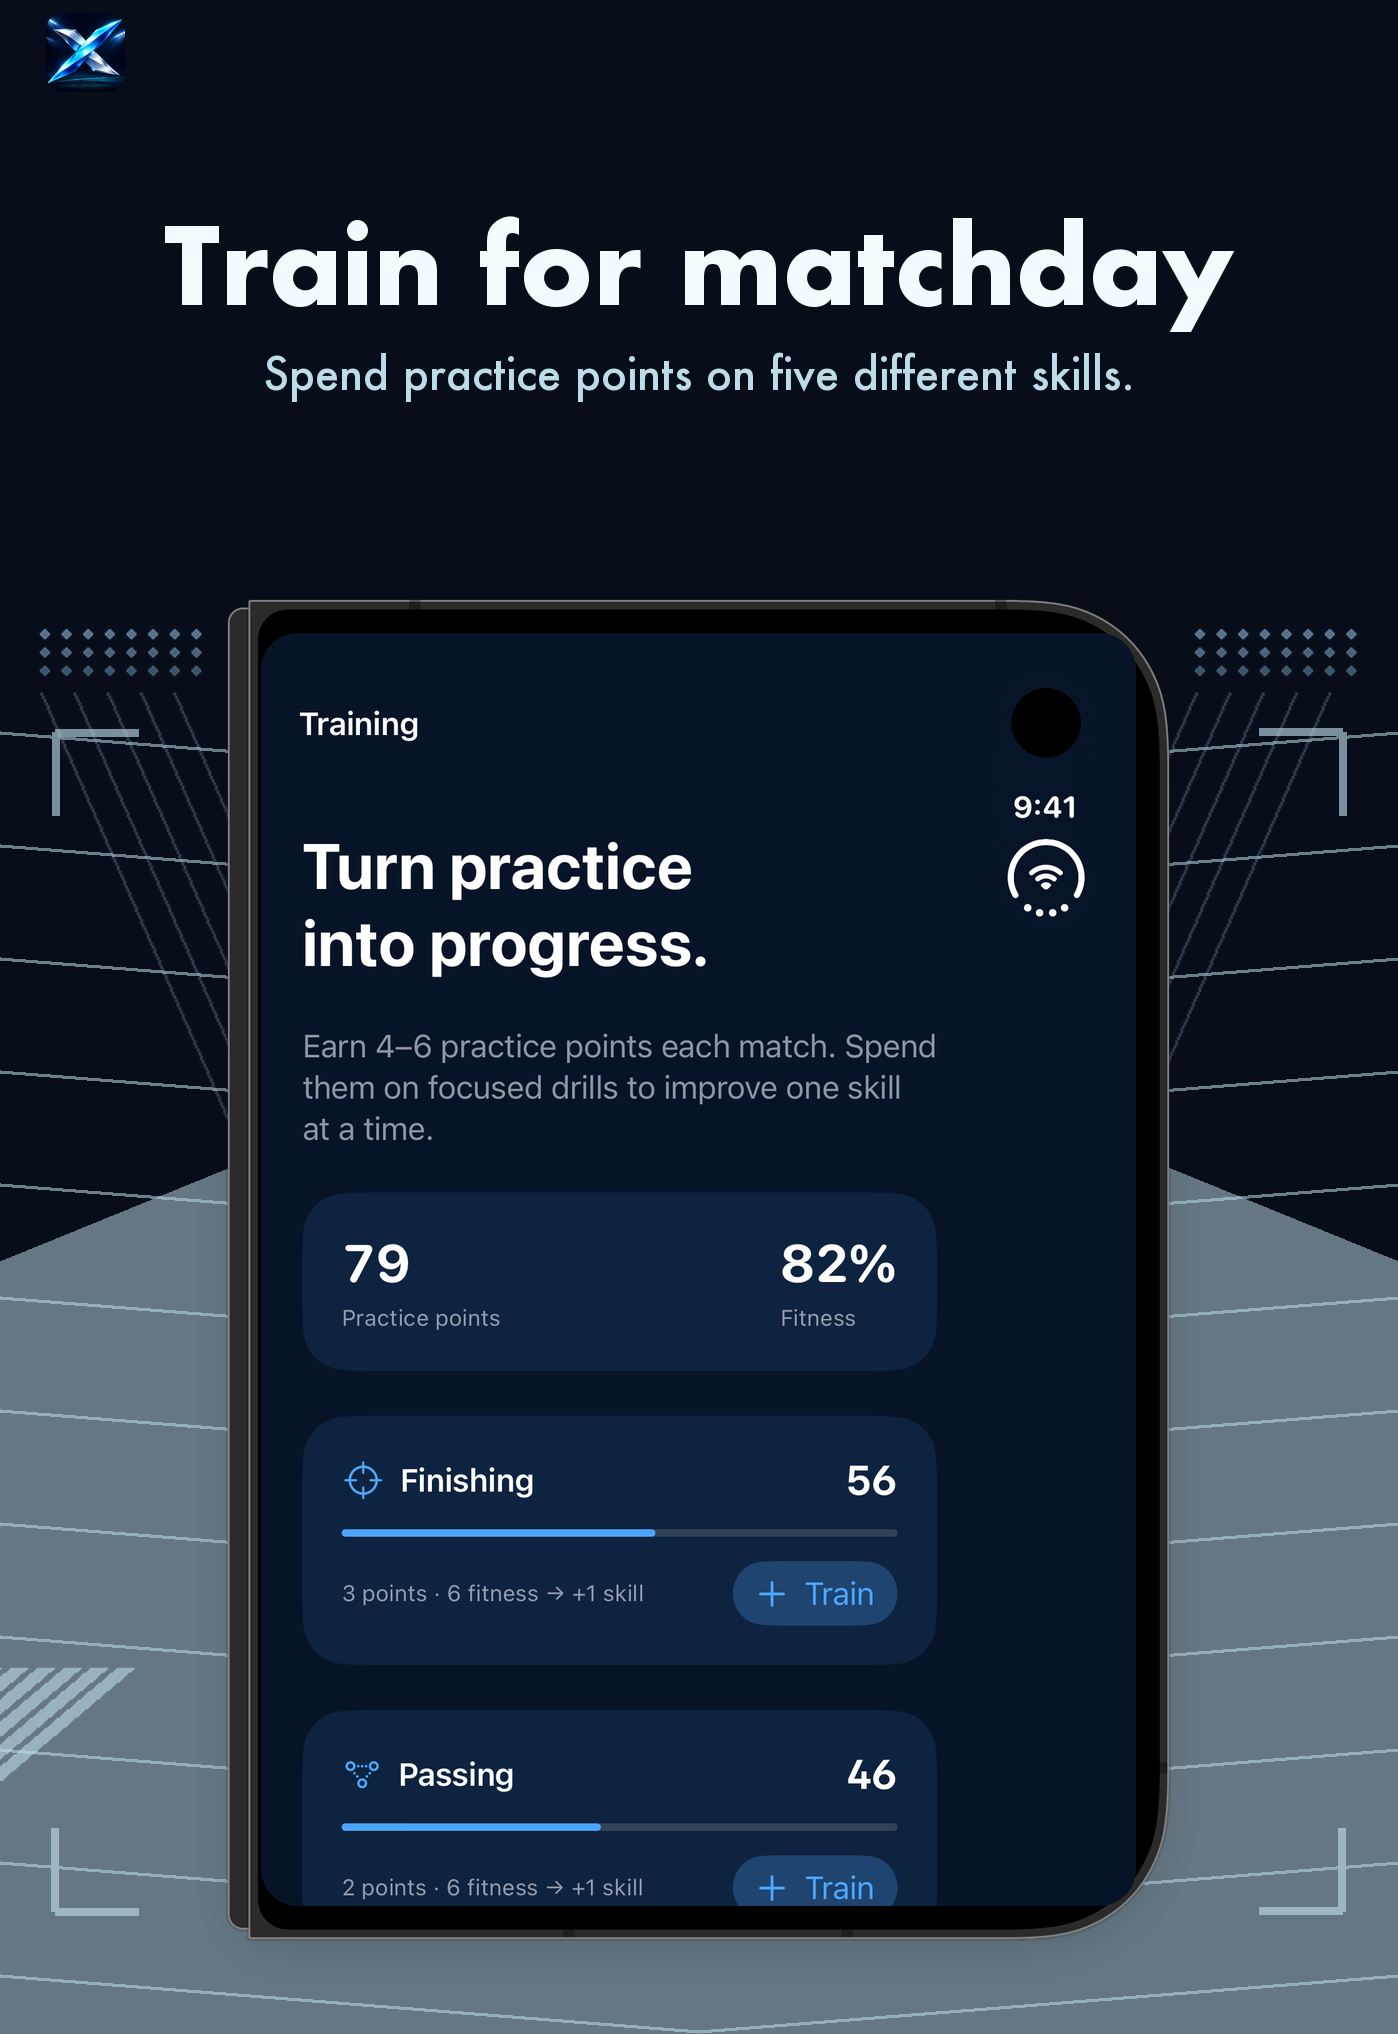 Train for matchday
Spend practice points on five different skills.
Training
9:41
Turn practice
into progress.
Earn 4–6 practice points each match. Spend
them on focused drills to improve one skill
at a time.
79
Practice points
82%
Fitness
Finishing
56
3 points · 6 fitness → +1 skill
+ Train
Passing
46
2 points · 6 fitness → +1 skill
+ Train